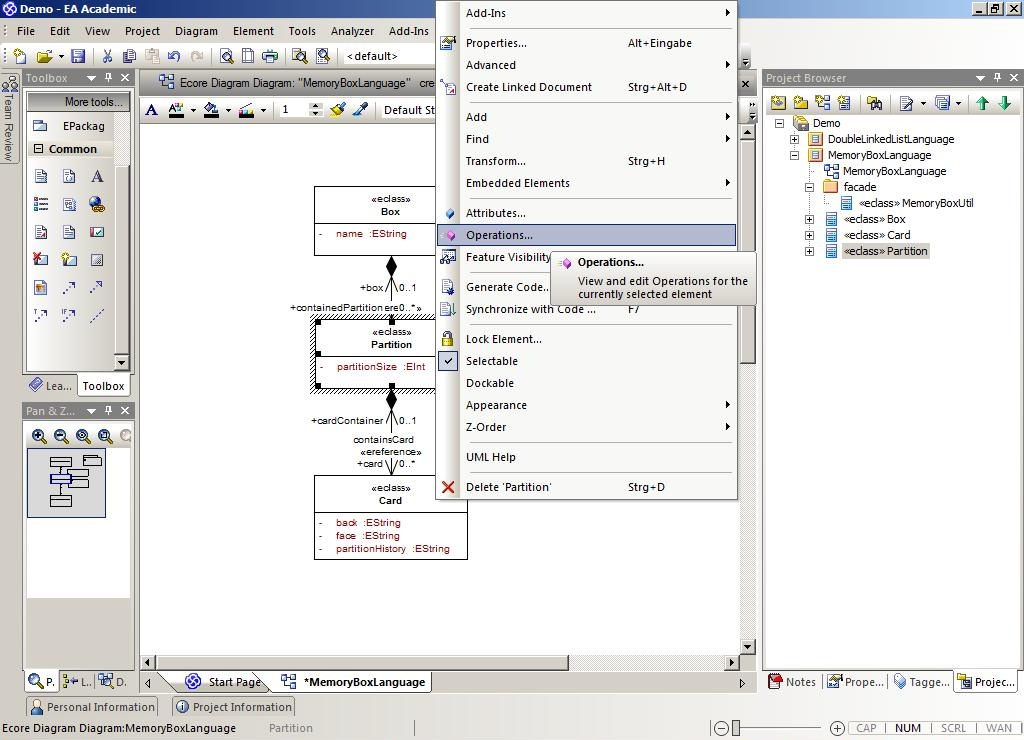 Demo - EA Academic
File Edit View Project Diagram Element Tools Analyzer Add-Ins
<default>
Team Review
Toolbox
More tools...
EPackag
Common
Lea... Toolbox
Pan & Z...
P. L.. D.
Ecore Diagram Diagram: "MemoryBoxLanguage" cre
1 Default St
«eclass»
Box
- name :EString
+box 0..1
+containedPartition ere0..*»
«eclass»
Partition
- partitionSize :EInt
+cardContainer 0..1
containsCard
«ereference»
+card 0..*
«eclass»
Card
- back :EString
- face :EString
- partitionHistory :EString
Add-Ins
Properties... Alt+Eingabe
Advanced
Create Linked Document Strg+Alt+D
Add
Find
Transform... Strg+H
Embedded Elements
Attributes...
Operations...
Feature Visibility
Generate Code..
Synchronize with Code ... F7
Lock Element...
Selectable
Dockable
Appearance
Z-Order
UML Help
Delete 'Partition' Strg+D
Operations...
View and edit Operations for the
currently selected element
Project Browser
Demo
DoubleLinkedListLanguage
MemoryBoxLanguage
MemoryBoxLanguage
facade
«eclass» MemoryBoxUtil
«eclass» Box
«eclass» Card
«eclass» Partition
Notes Prope... Tagge... Projec...
Start Page *MemoryBoxLanguage
Personal Information Project Information
Ecore Diagram Diagram:MemoryBoxLanguage Partition
CAP NUM SCRL WAN